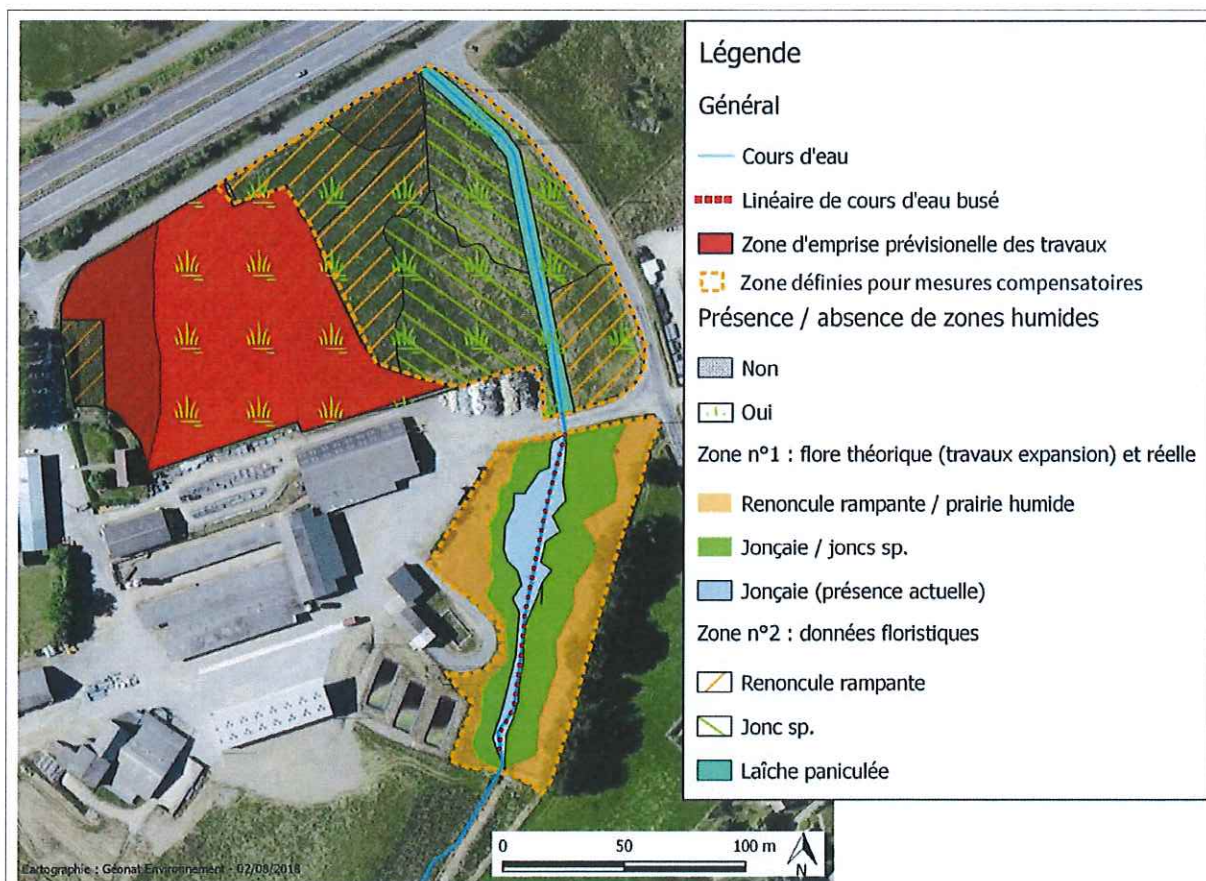 Légende
Général
Cours d'eau
Linéaire de cours d'eau busé
Zone d'emprise prévisionelle des travaux
Zone définies pour mesures compensatoires
Présence / absence de zones humides
Non
Oui
Zone n°1 : flore théorique (travaux expansion) et réelle
Renoncule rampante / prairie humide
Jonçaie / joncs sp.
Jonçaie (présence actuelle)
Zone n°2 : données floristiques
Renoncule rampante
Jonc sp.
Laîche paniculée
0 50 100 m
N
Cartographie : Géonat Environnement - 02/08/2018